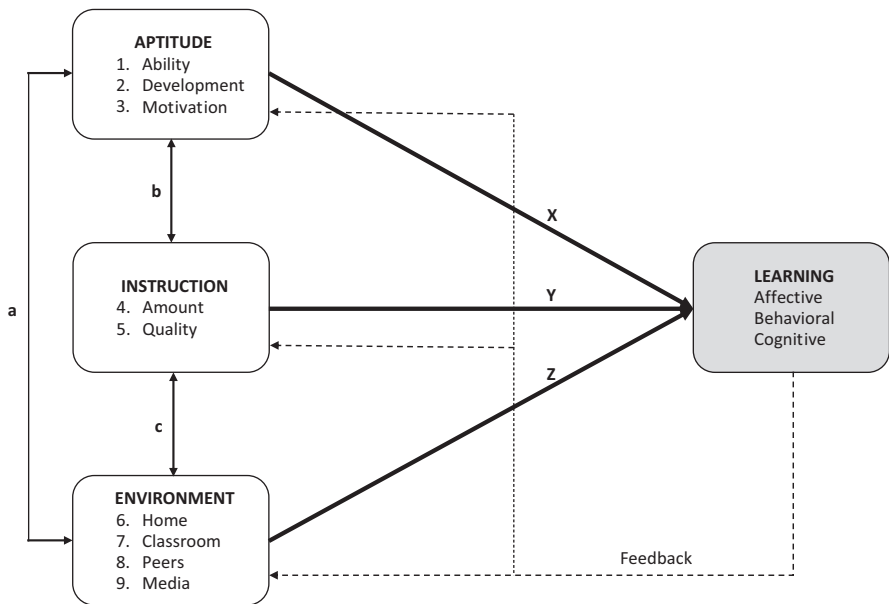 APTITUDE
1. Ability
2. Development
3. Motivation
b
X
INSTRUCTION
4. Amount
5. Quality
a
Y
LEARNING
Affective
Behavioral
Cognitive
Z
c
ENVIRONMENT
6. Home
7. Classroom
8. Peers
9. Media
Feedback